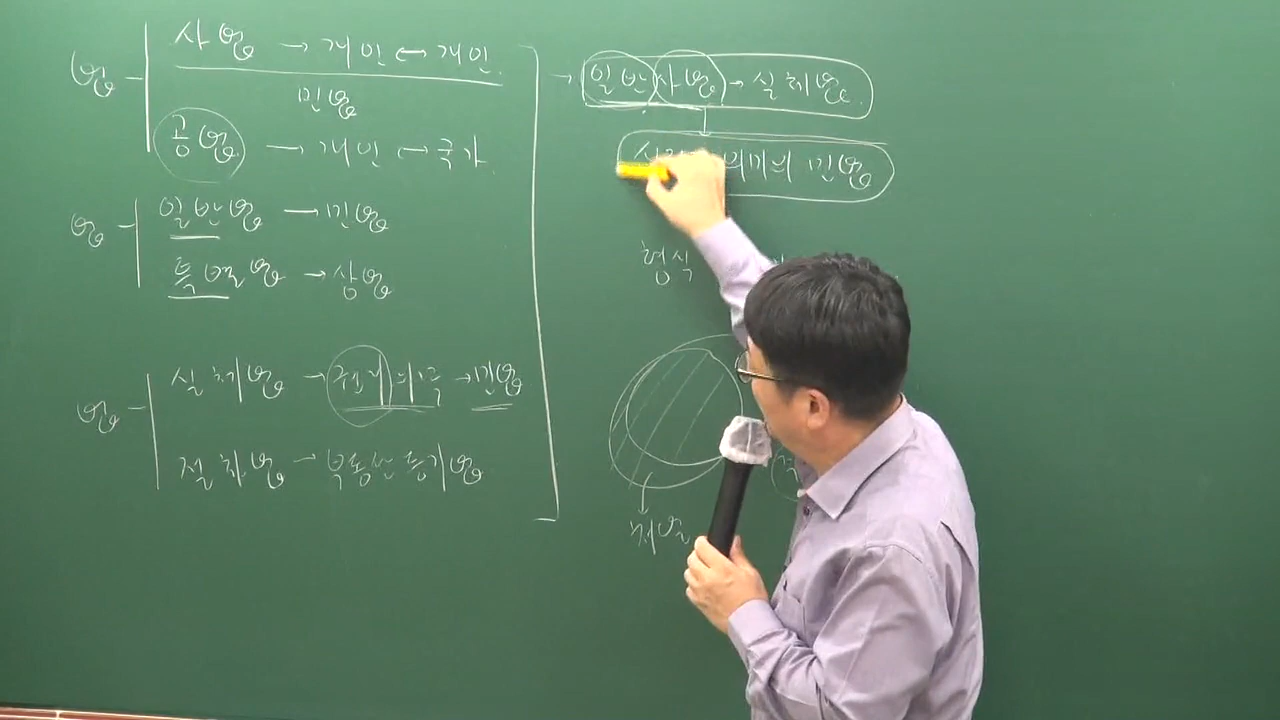 법 사법 → 개인 ↔ 개인
민법
공법 → 개인 ↔ 국가
법 일반법 → 민법
특별법 → 상법
법 실체법 → 권리의무 → 민법
절차법 → 부동산등기법
→ 일반사법 → 실체법
의미의 민법
형식
처벌